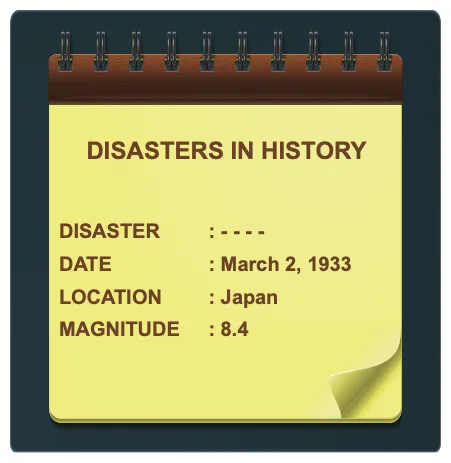 DISASTERS IN HISTORY
DISASTER : - - - -
DATE : March 2, 1933
LOCATION : Japan
MAGNITUDE : 8.4